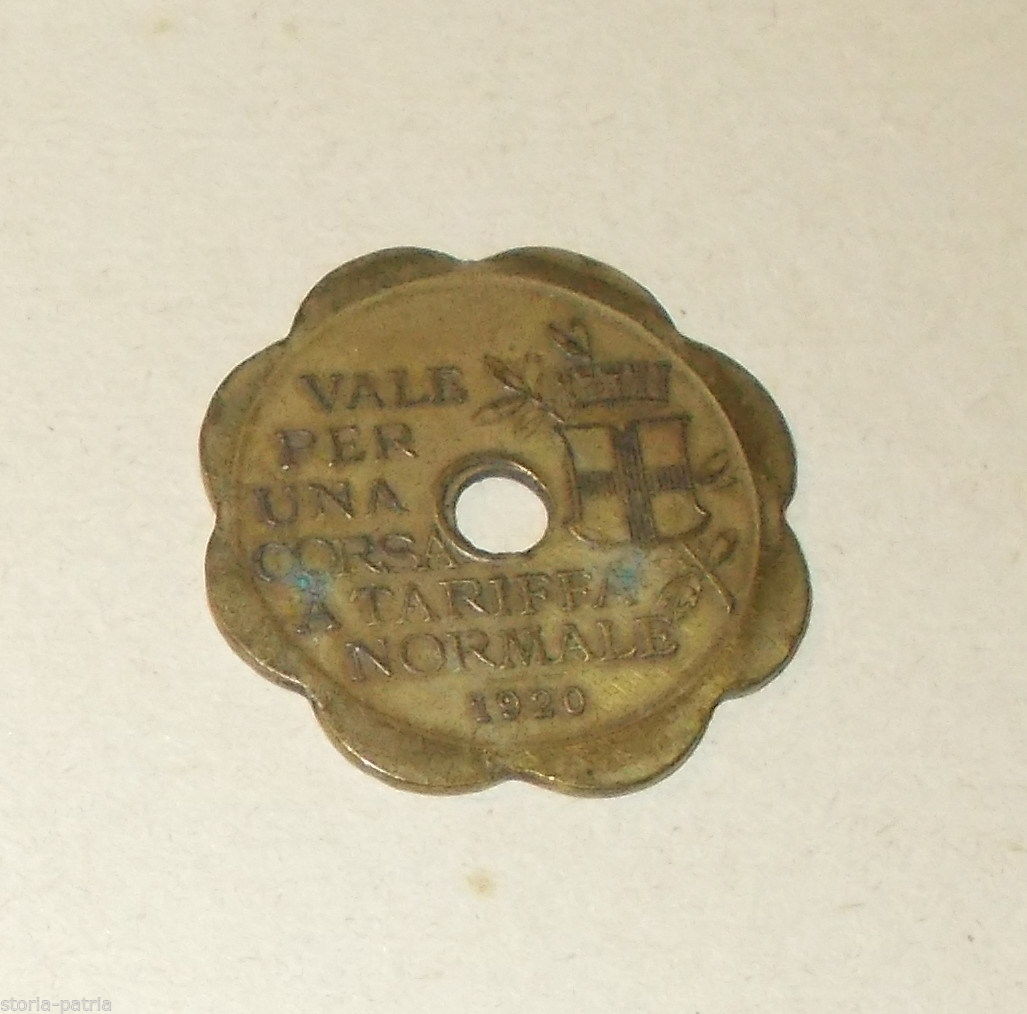 VALE
PER
UNA
CORSA
A TARIFFA
NORMALE
1920
storia-patria